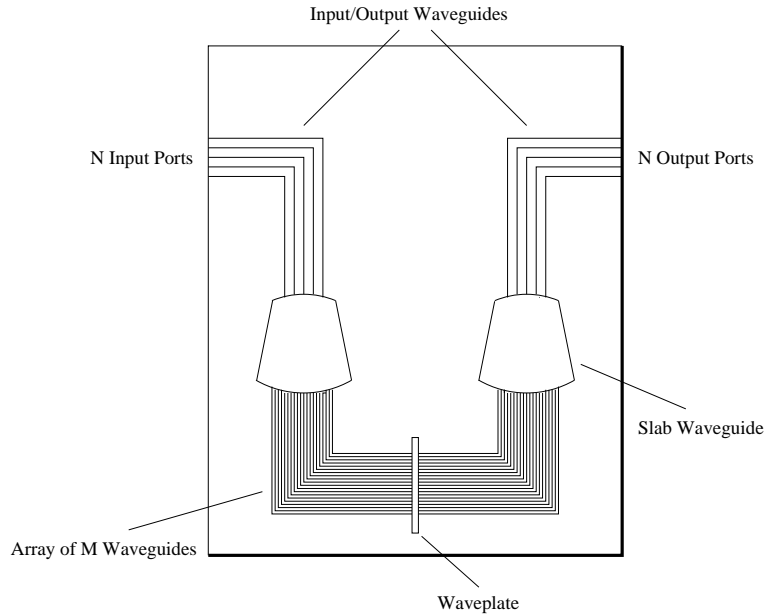 Input/Output Waveguides
N Input Ports
N Output Ports
Slab Waveguide
Array of M Waveguides
Waveplate